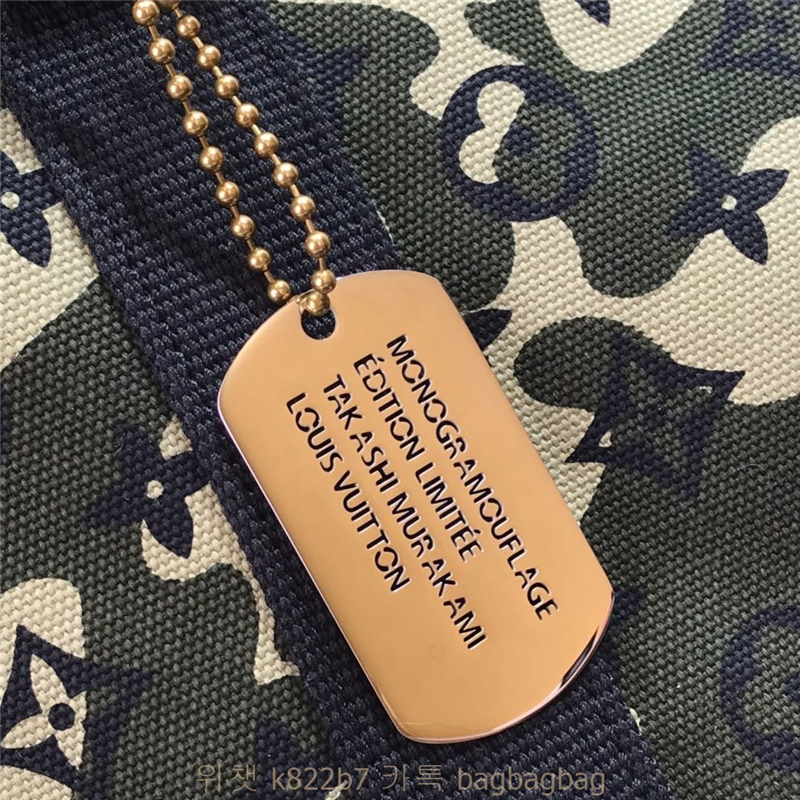 MONOGRAMOUFLAGE
ÉDITION LIMITÉE
TAKASHI MURAKAMI
LOUIS VUITTON
위챗 k822b7 카톡 bagbagbag